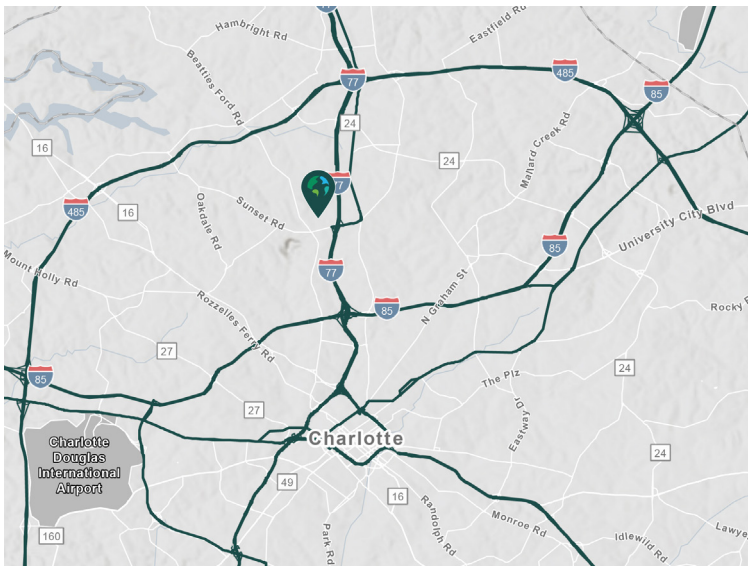 77
Hambright Rd
Eastfield Rd
Beatties Ford Rd
77
485
85
24
Mallard Creek Rd
16
24
77
485
16
Oakdale Rd
Sunset Rd
University City Blvd
85
Mount Holly Rd
77
Rozzelles Ferry Rd
85
N Graham St
Rocky
27
24
85
The Plz
27
Eastway Dr
Charlotte
Charlotte
Douglas
International
Airport
24
49
16
160
Park Rd
Randolph Rd
Monroe Rd
Idlewild Rd
Lawye